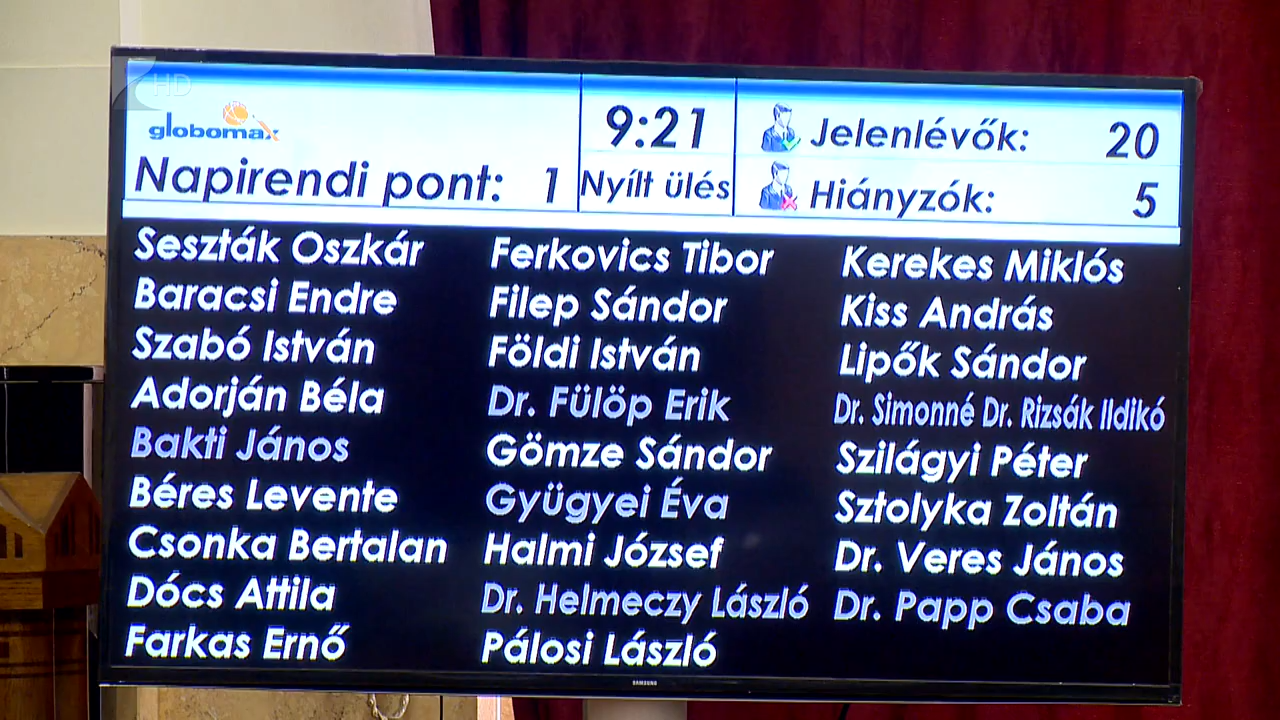 HD
globomax
Napirendi pont: 1
9:21
Nyílt ülés
Jelenlévők: 20
Hiányzók: 5
Seszták Oszkár
Baracsi Endre
Szabó István
Adorján Béla
Bakti János
Béres Levente
Csonka Bertalan
Dócs Attila
Farkas Ernő
Ferkovics Tibor
Filep Sándor
Földi István
Dr. Fülöp Erik
Gömze Sándor
Gyügyei Éva
Halmi József
Dr. Helmeczy László
Pálosi László
Kerekes Miklós
Kiss András
Lipők Sándor
Dr. Simonné Dr. Rizsák Ildikó
Szilágyi Péter
Sztolyka Zoltán
Dr. Veres János
Dr. Papp Csaba
SAMSUNG